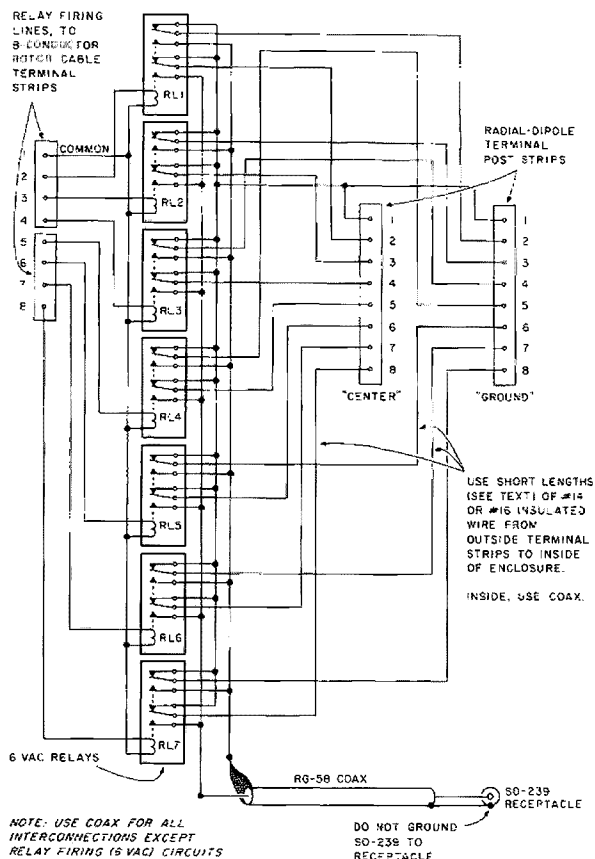 RELAY FIRING
LINES, TO
8-CONDUCTOR
ROTOR CABLE
TERMINAL
STRIPS
COMMON
2
3
4
5
6
7
8
RL1
RL2
RL3
RL4
RL5
RL6
RL7
RADIAL-DIPOLE
TERMINAL
POST STRIPS
1
2
3
4
5
6
7
8
"CENTER"
1
2
3
4
5
6
7
8
"GROUND"
USE SHORT LENGTHS
(SEE TEXT) OF #14
OR #16 INSULATED
WIRE FROM
OUTSIDE TERMINAL
STRIPS TO INSIDE
OF ENCLOSURE.
INSIDE, USE COAX.
6 VAC RELAYS
RG-58 COAX
SO-239
RECEPTACLE
DO NOT GROUND
SO-239 TO
RECEPTACLE
NOTE: USE COAX FOR ALL
INTERCONNECTIONS EXCEPT
RELAY FIRING (6 VAC) CIRCUITS